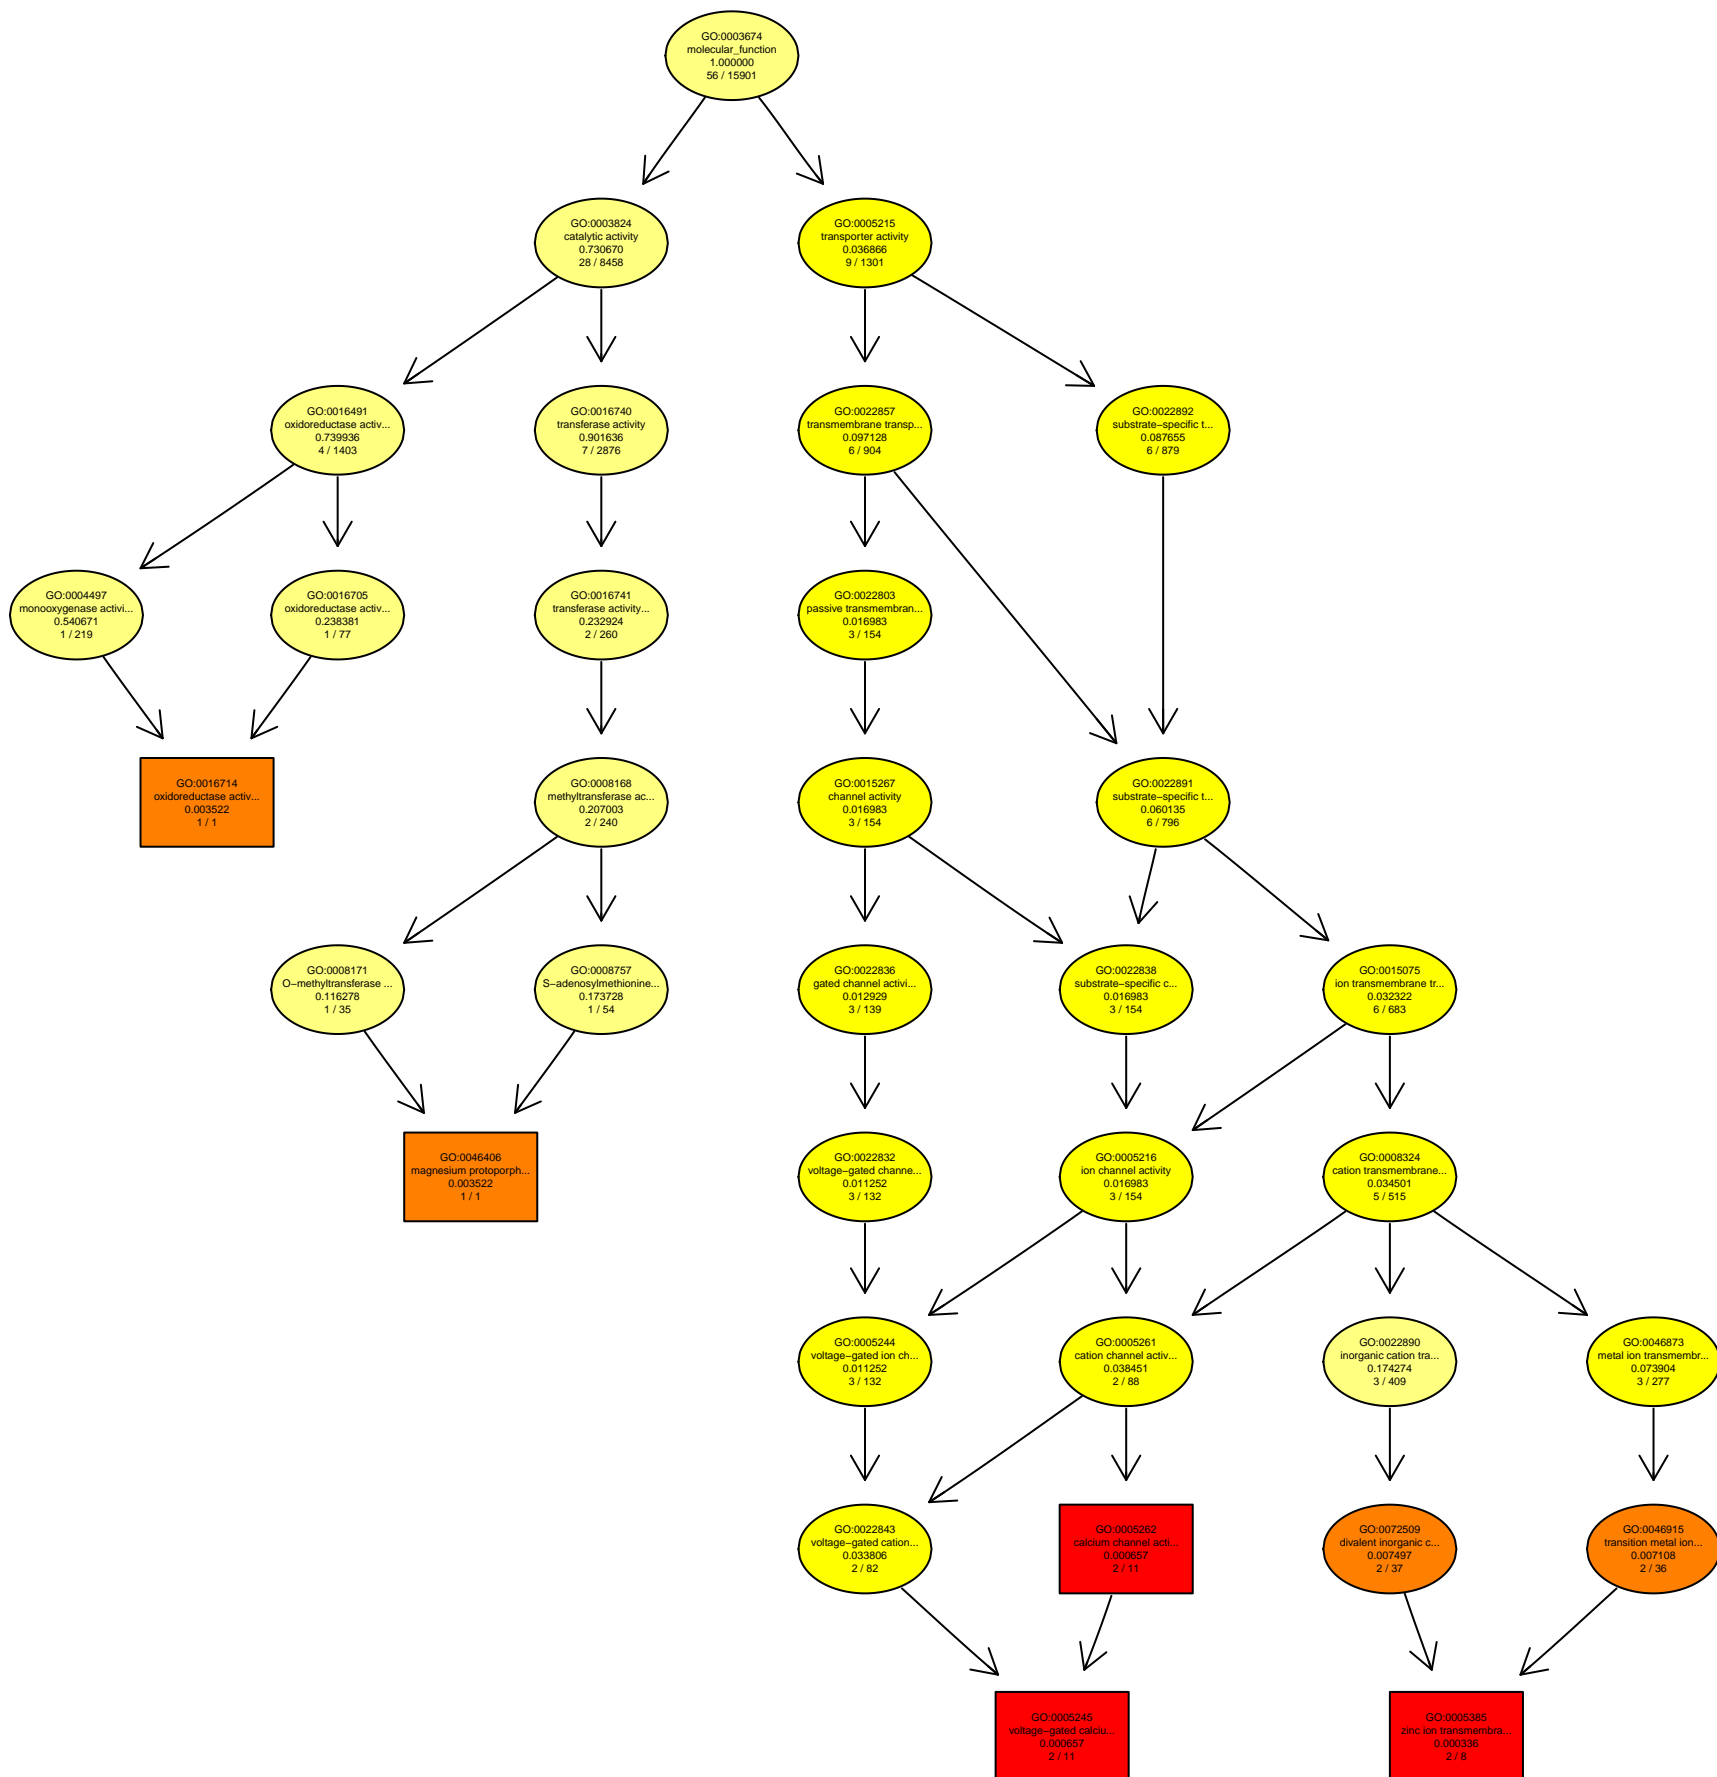 GO:0003674
molecular_function
1.000000
56 / 15901
GO:0003824
catalytic activity
0.730670
28 / 8458
GO:0005215
transporter activity
0.036866
9 / 1301
GO:0016491
oxidoreductase activ...
0.739936
4 / 1403
GO:0016740
transferase activity
0.901636
7 / 2876
GO:0022857
transmembrane transp...
0.097128
6 / 904
GO:0022892
substrate−specific t...
0.087655
6 / 879
GO:0004497
monooxygenase activi...
0.540671
1 / 219
GO:0016705
oxidoreductase activ...
0.238381
1 / 77
GO:0016741
transferase activity...
0.232924
2 / 260
GO:0022803
passive transmembran...
0.016983
3 / 154
GO:0016714
oxidoreductase activ...
0.003522
1 / 1
GO:0008168
methyltransferase ac...
0.207003
2 / 240
GO:0015267
channel activity
0.016983
3 / 154
GO:0022891
substrate−specific t...
0.060135
6 / 796
GO:0008171
O−methyltransferase ...
0.116278
1 / 35
GO:0008757
S−adenosylmethionine...
0.173728
1 / 54
GO:0022836
gated channel activi...
0.012929
3 / 139
GO:0022838
substrate−specific c...
0.016983
3 / 154
GO:0015075
ion transmembrane tr...
0.032322
6 / 683
GO:0046406
magnesium protoporph...
0.003522
1 / 1
GO:0022832
voltage−gated channe...
0.011252
3 / 132
GO:0005216
ion channel activity
0.016983
3 / 154
GO:0008324
cation transmembrane...
0.034501
5 / 515
GO:0005244
voltage−gated ion ch...
0.011252
3 / 132
GO:0005261
cation channel activ...
0.038451
2 / 88
GO:0022890
inorganic cation tra...
0.174274
3 / 409
GO:0046873
metal ion transmembr...
0.073904
3 / 277
GO:0022843
voltage−gated cation...
0.033806
2 / 82
GO:0005262
calcium channel acti...
0.000657
2 / 11
GO:0072509
divalent inorganic c...
0.007497
2 / 37
GO:0046915
transition metal ion...
0.007108
2 / 36
GO:0005245
voltage−gated calciu...
0.000657
2 / 11
GO:0005385
zinc ion transmembra...
0.000336
2 / 8